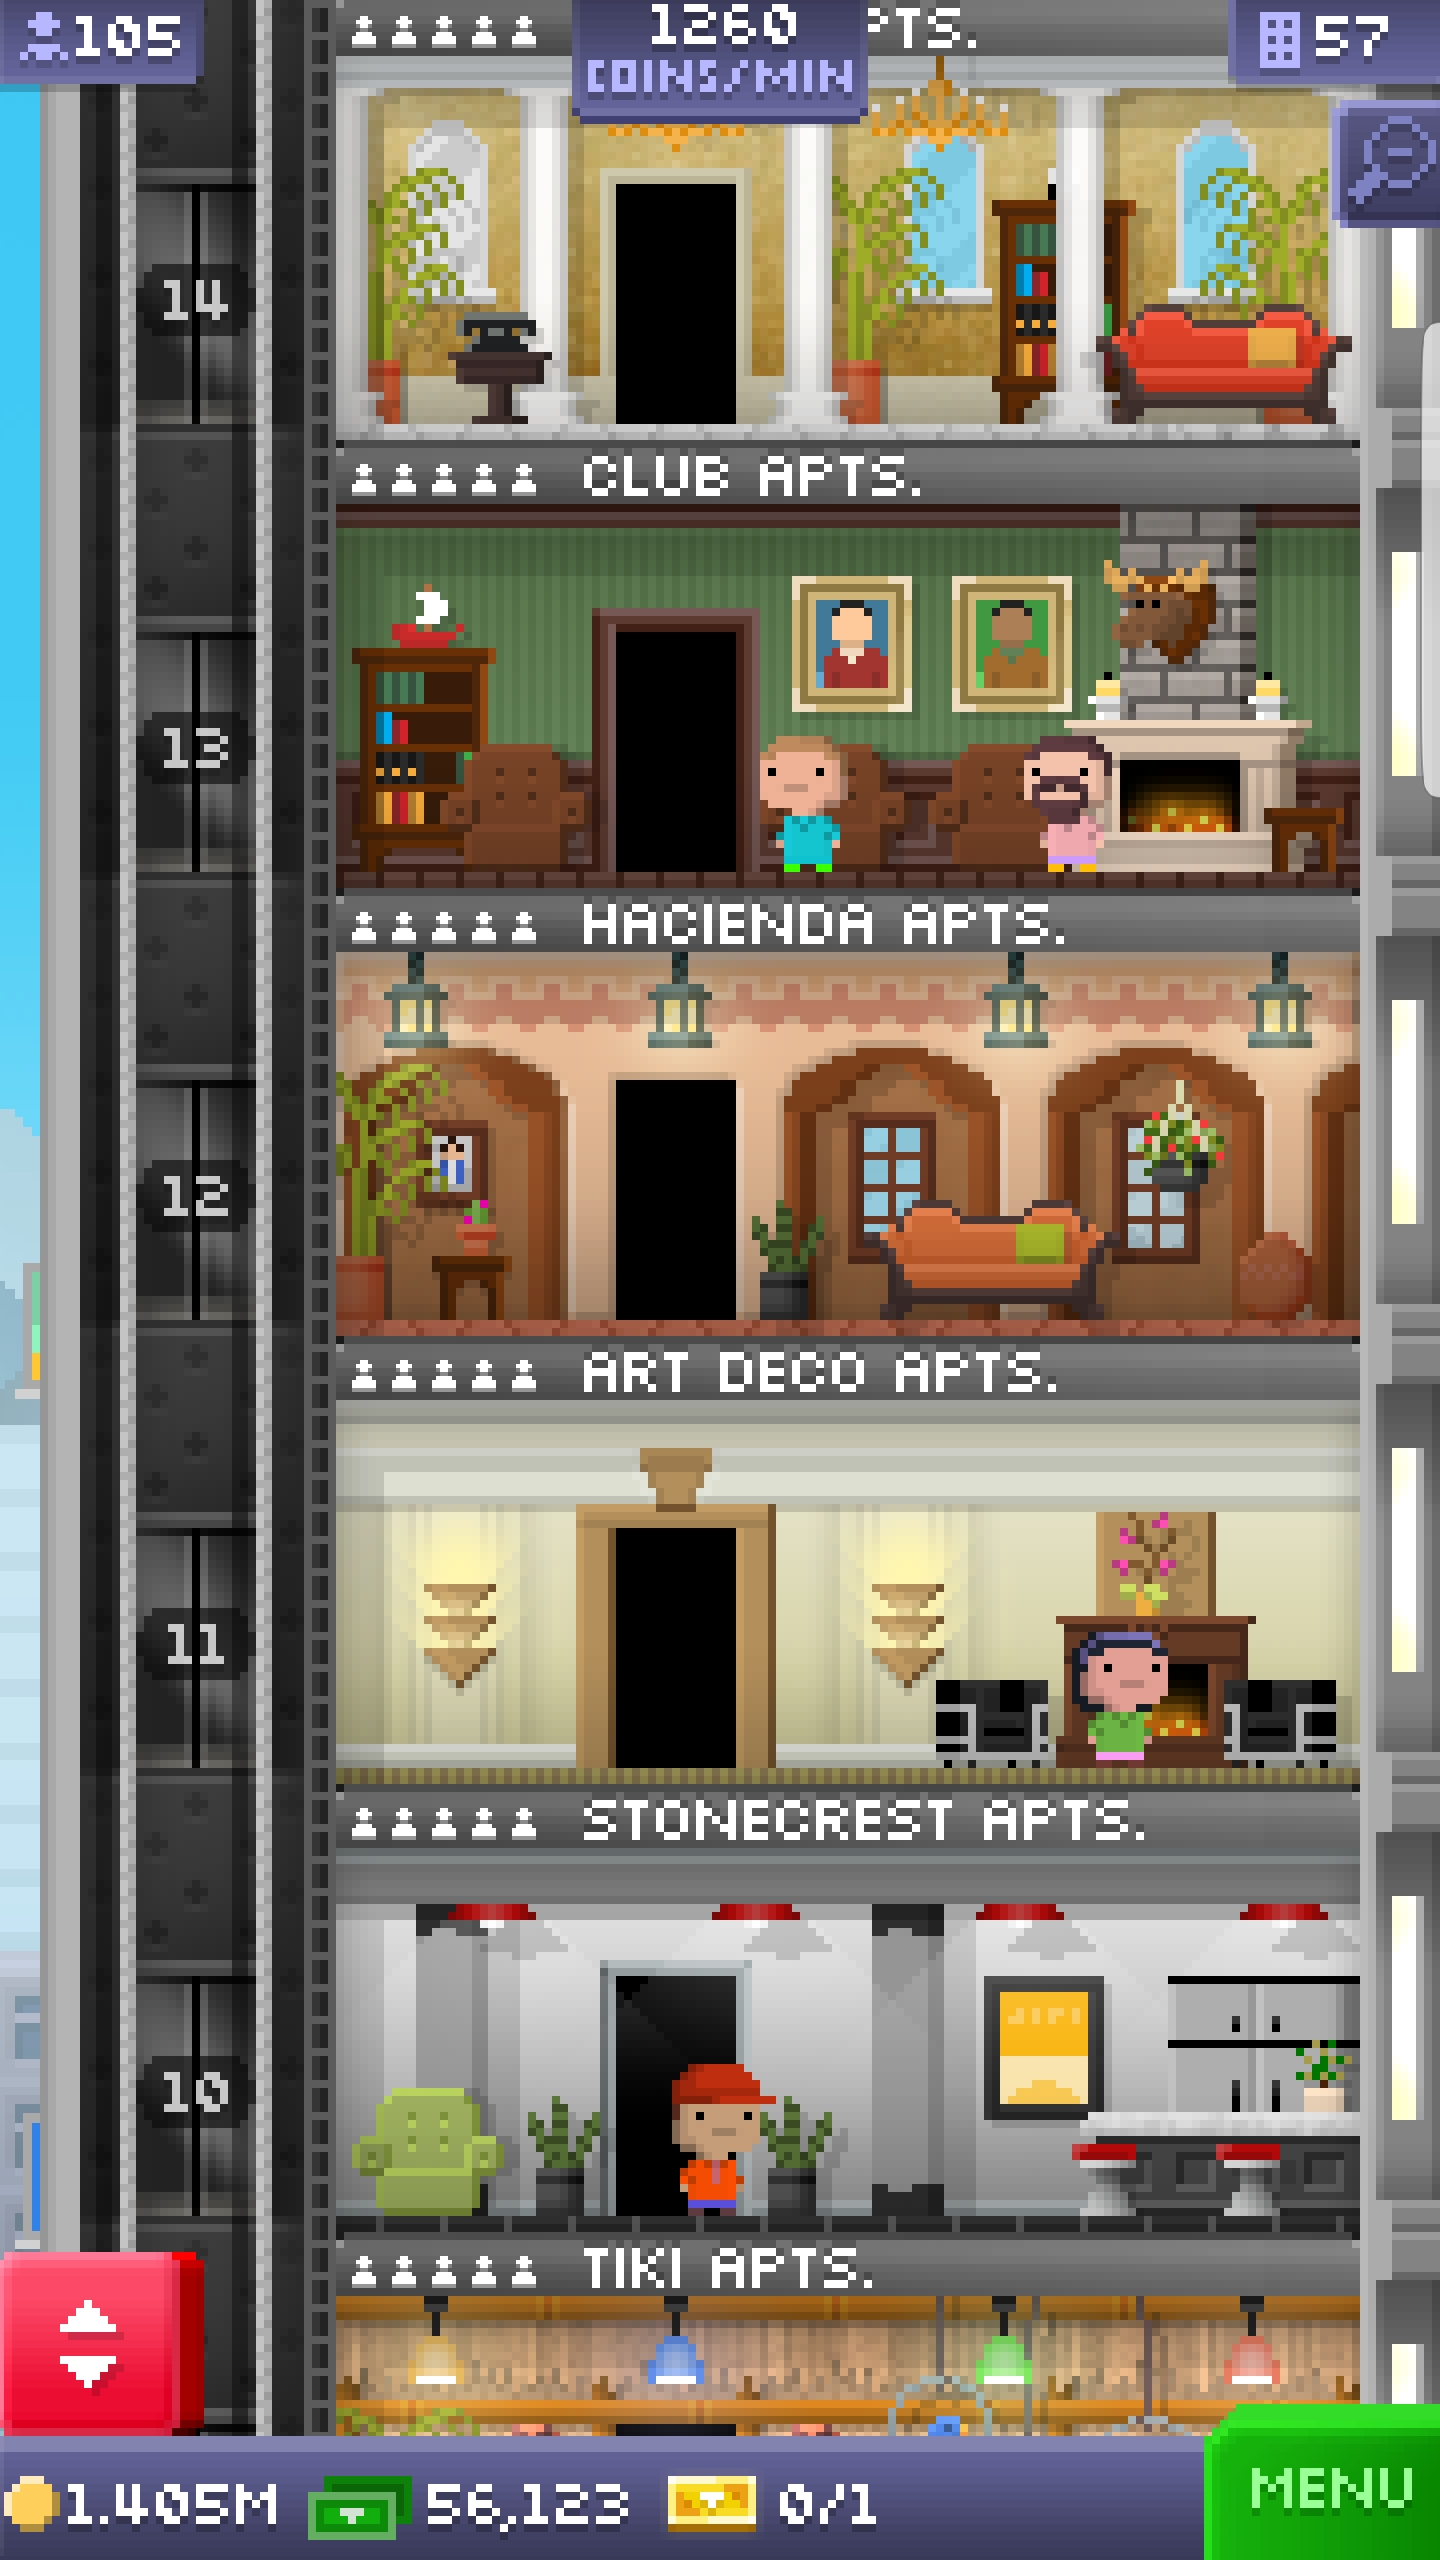 105
1260
COINS/MIN
PTS.
57
14
CLUB APTS.
13
HACIENDA APTS.
12
ART DECO APTS.
11
STONECREST APTS.
10
TIKI APTS.
1.405M
56,123
0/1
MENU